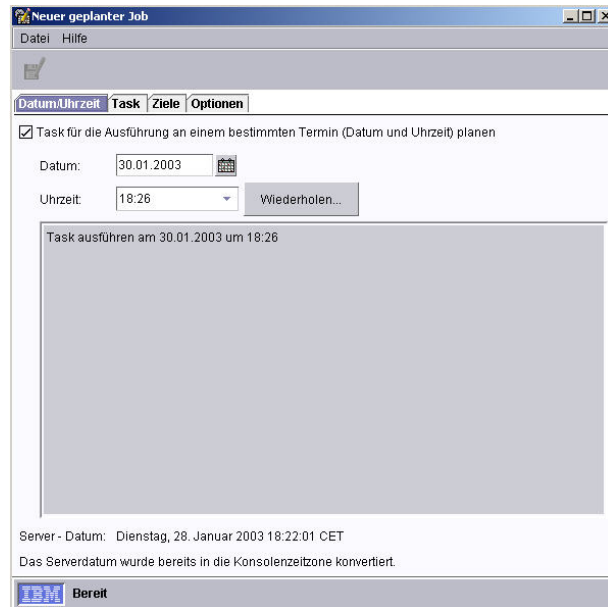 Neuer geplanter Job
Datei Hilfe
Datum/Uhrzeit Task Ziele Optionen
Task für die Ausführung an einem bestimmten Termin (Datum und Uhrzeit) planen
Datum: 30.01.2003
Uhrzeit: 18:26 Wiederholen...
Task ausführen am 30.01.2003 um 18:26
Server - Datum: Dienstag, 28. Januar 2003 18:22:01 CET
Das Serverdatum wurde bereits in die Konsolenzeitzone konvertiert.
IBM Bereit